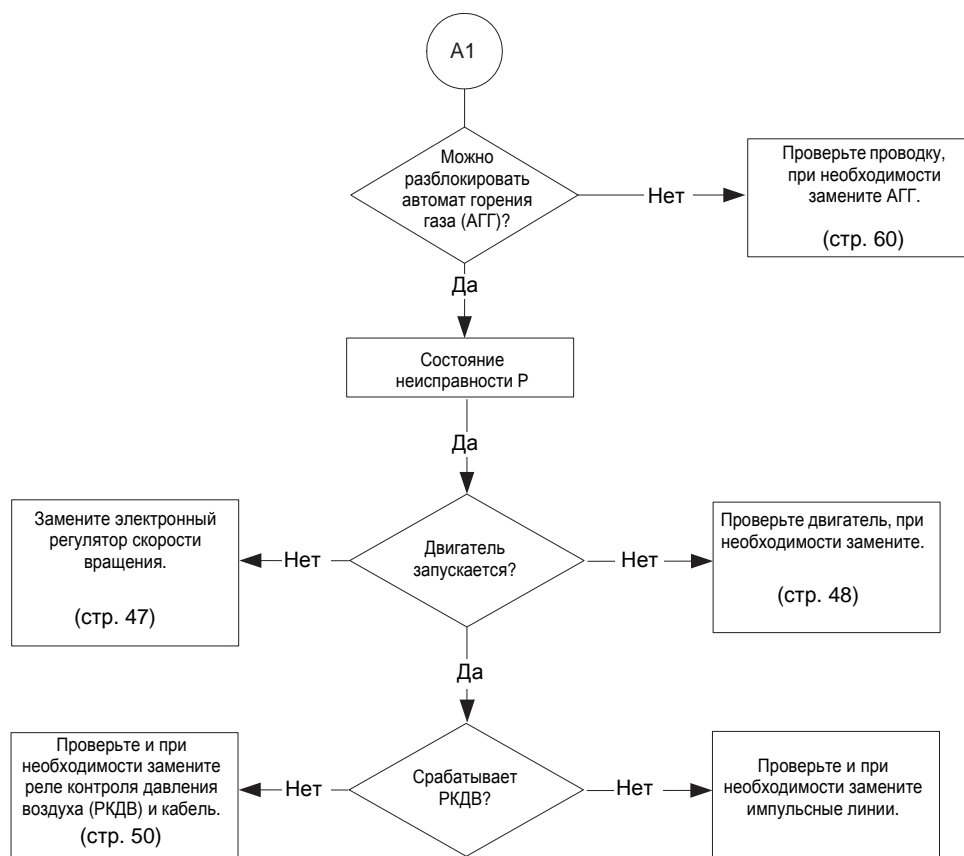 A1
Можно
разблокировать
автомат горения
газа (АГГ)?
Нет
Проверьте проводку,
при необходимости
замените АГГ.
(стр. 60)
Да
Состояние
неисправности P
Да
Замените электронный
регулятор скорости
вращения.
(стр. 47)
Нет
Двигатель
запускается?
Нет
Проверьте двигатель, при
необходимости замените.
(стр. 48)
Да
Проверьте и при
необходимости замените
реле контроля давления
воздуха (РКДВ) и кабель.
(стр. 50)
Нет
Срабатывает
РКДВ?
Нет
Проверьте и при
необходимости замените
импульсные линии.